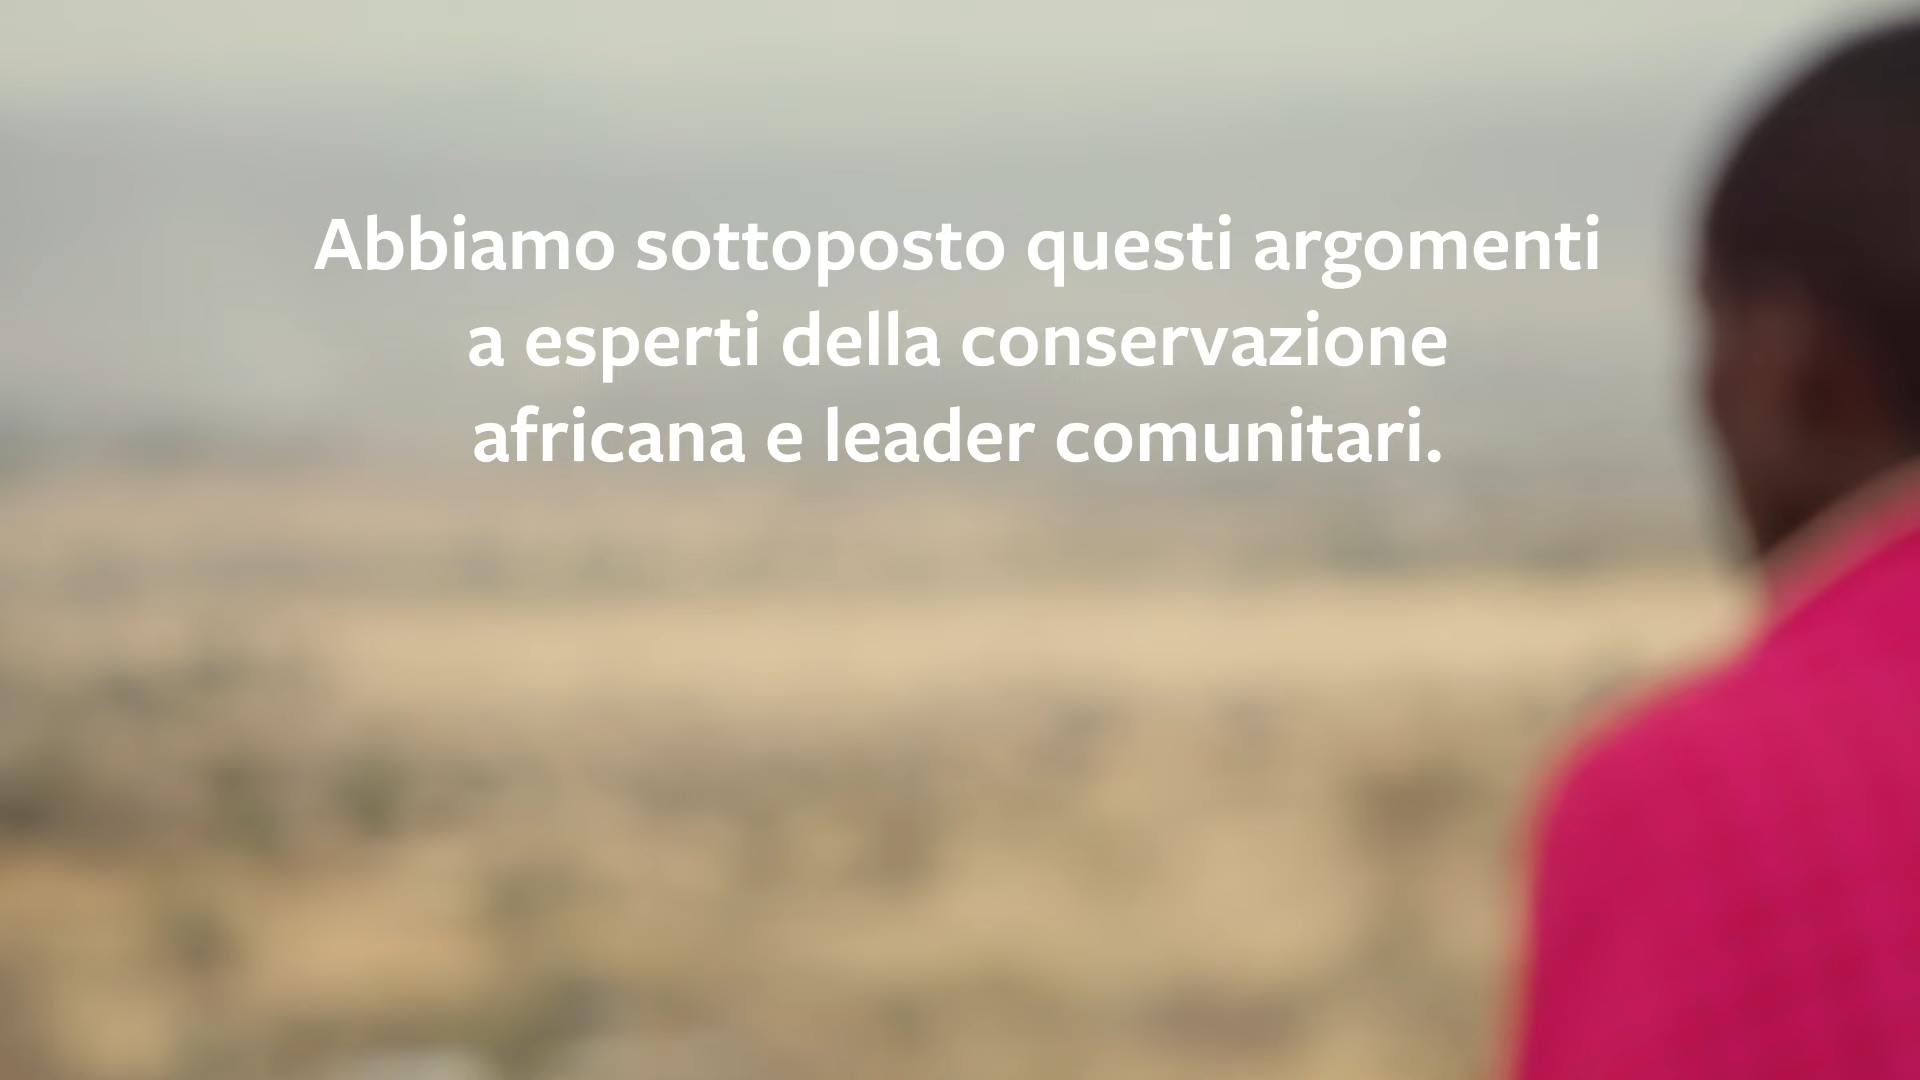 Abbiamo sottoposto questi argomenti
a esperti della conservazione
africana e leader comunitari.